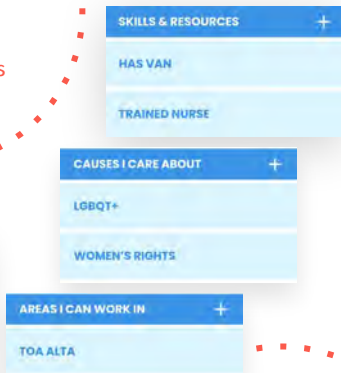 s
SKILLS & RESOURCES +
HAS VAN
TRAINED NURSE
CAUSES I CARE ABOUT +
LGBQT+
WOMEN'S RIGHTS
AREAS I CAN WORK IN +
TOA ALTA